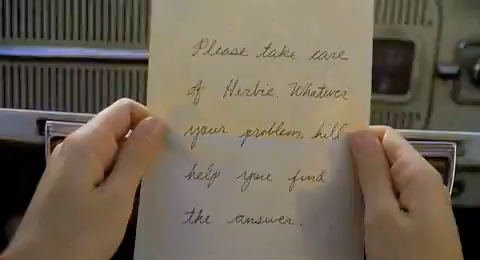 Please take care
of Herbie. Whatever
your problem, he'll
help you find
the answer.